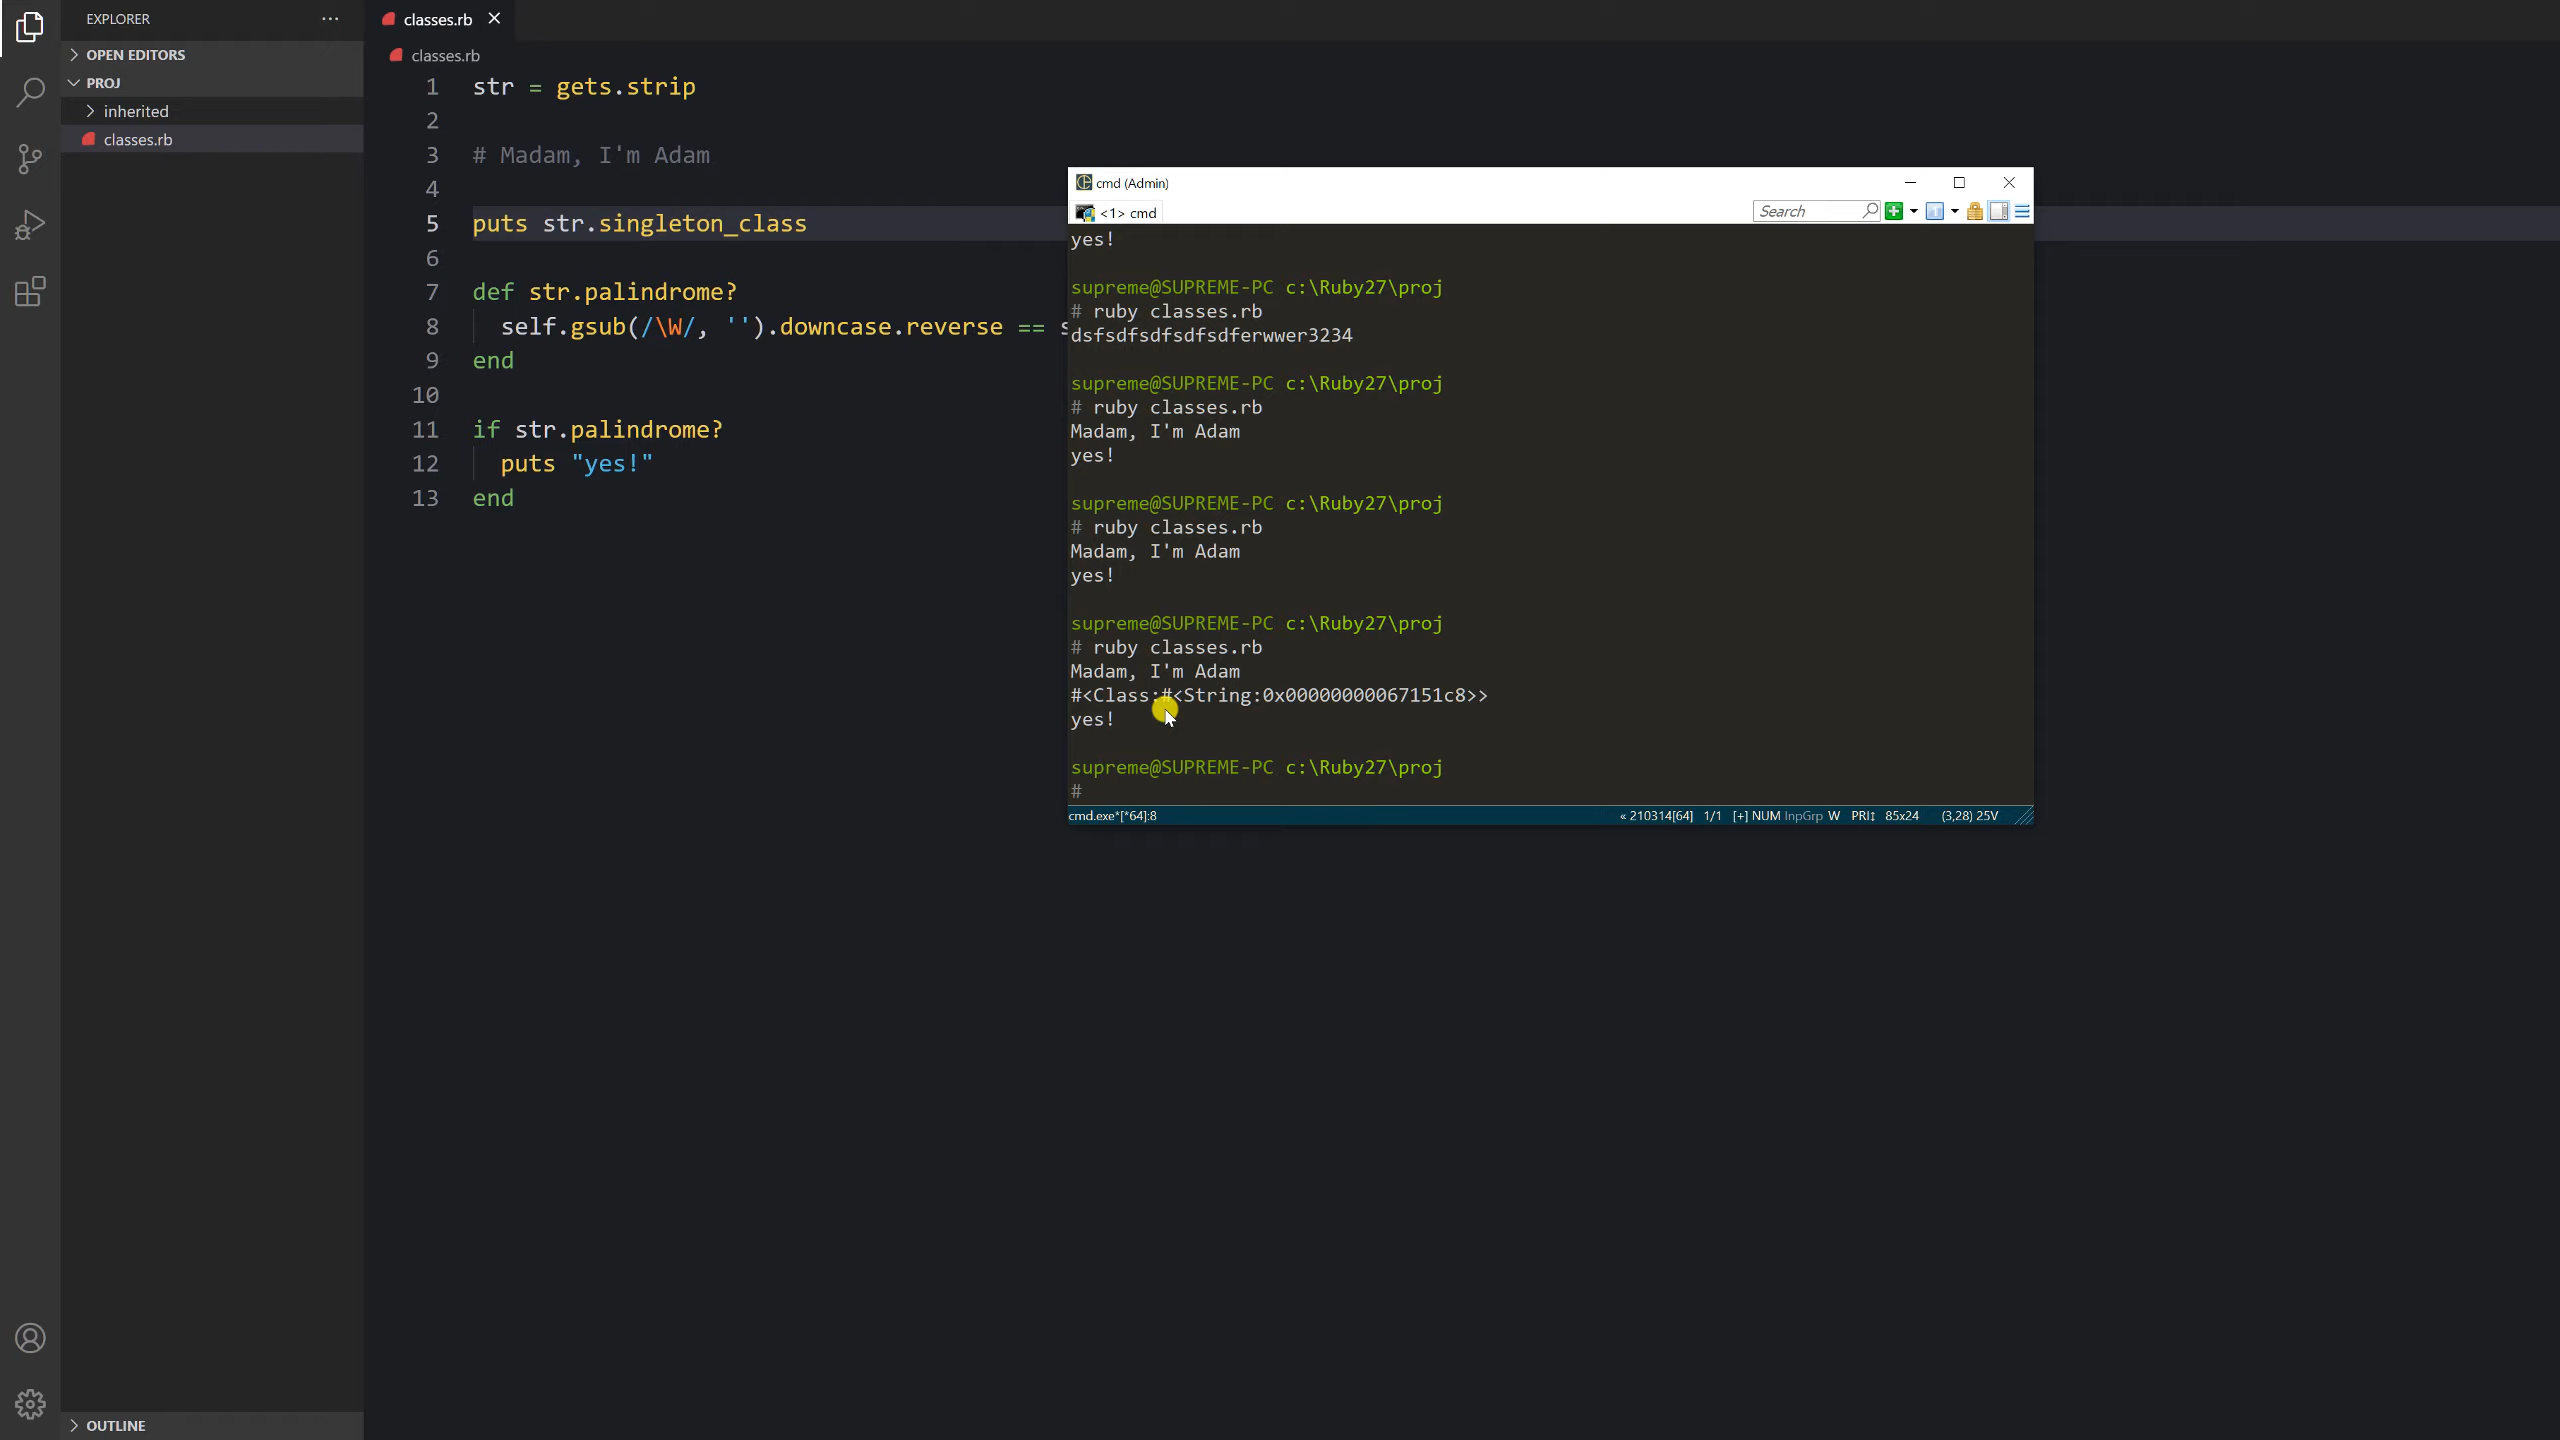 EXPLORER
OPEN EDITORS
PROJ
inherited
classes.rb
OUTLINE
classes.rb
classes.rb
1 str = gets.strip
2
3 # Madam, I'm Adam
4
5 puts str.singleton_class
6
7 def str.palindrome?
8 self.gsub(/\W/, '').downcase.reverse == s
9 end
10
11 if str.palindrome?
12 puts "yes!"
13 end
cmd (Admin)
<1> cmd
Search
yes!
supreme@SUPREME-PC c:\Ruby27\proj
# ruby classes.rb
dsfsdfsdfsdfsdferwwer3234
supreme@SUPREME-PC c:\Ruby27\proj
# ruby classes.rb
Madam, I'm Adam
yes!
supreme@SUPREME-PC c:\Ruby27\proj
# ruby classes.rb
Madam, I'm Adam
yes!
supreme@SUPREME-PC c:\Ruby27\proj
# ruby classes.rb
Madam, I'm Adam
#<Class:#<String:0x00000000067151c8>>
yes!
supreme@SUPREME-PC c:\Ruby27\proj
#
cmd.exe*[*64]:8 « 210314[64] 1/1 [+] NUM InpGrp W PRI↕ 85x24 (3,28) 25V